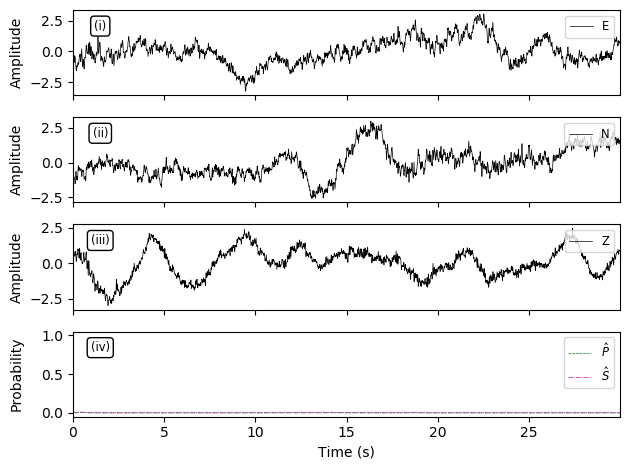 (i)
E
2.5
0.0
−2.5
Amplitude
(ii)
N
2.5
0.0
−2.5
Amplitude
(iii)
Z
2.5
0.0
−2.5
Amplitude
(iv)
P̂
Ŝ
1.0
0.5
0.0
Probability
0 5 10 15 20 25
Time (s)